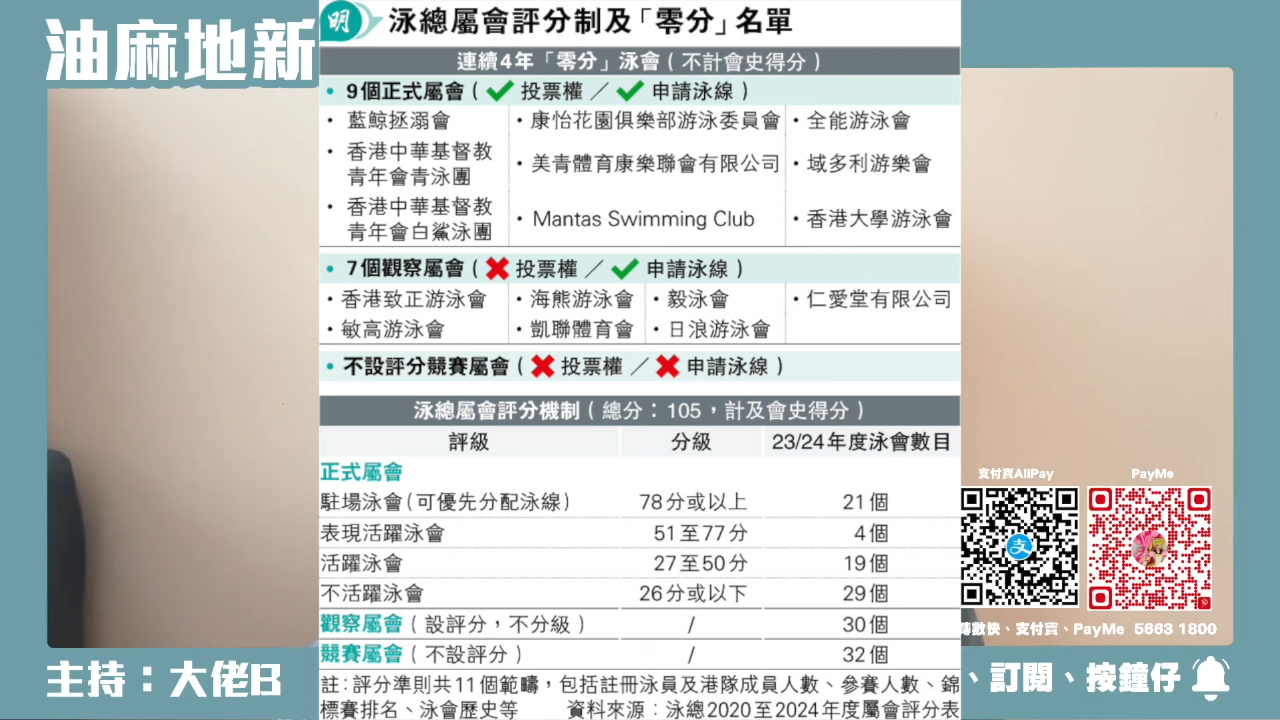 油麻地新
明
泳總屬會評分制及「零分」名單
連續4年「零分」泳會(不計會史得分)
• 9個正式屬會(✓投票權／✓申請泳線)
• 藍鯨拯溺會 • 康怡花園俱樂部游泳委員會 • 全能游泳會
• 香港中華基督教青年會青泳團 • 美青體育康樂聯會有限公司 • 域多利游樂會
• 香港中華基督教青年會白鯊泳團 • Mantas Swimming Club • 香港大學游泳會
• 7個觀察屬會(✗投票權／✓申請泳線)
• 香港致正游泳會 • 海熊游泳會 • 毅泳會 • 仁愛堂有限公司
• 敏高游泳會 • 凱聯體育會 • 日浪游泳會
• 不設評分競賽屬會(✗投票權／✗申請泳線)
泳總屬會評分機制(總分：105，計及會史得分)
評級 分級 23/24年度泳會數目
正式屬會
駐場泳會(可優先分配泳線) 78分或以上 21個
表現活躍泳會 51至77分 4個
活躍泳會 27至50分 19個
不活躍泳會 26分或以下 29個
觀察屬會(設評分，不分級) / 30個
競賽屬會(不設評分) / 32個
註：評分準則共11個範疇，包括註冊泳員及港隊成員人數、參賽人數、錦
標賽排名、泳會歷史等 資料來源：泳總2020至2024年度屬會評分表
支付寶AliPay PayMe
轉數快、支付寶、PayMe 5663 1800
主持：大佬B
、訂閱、按鐘仔